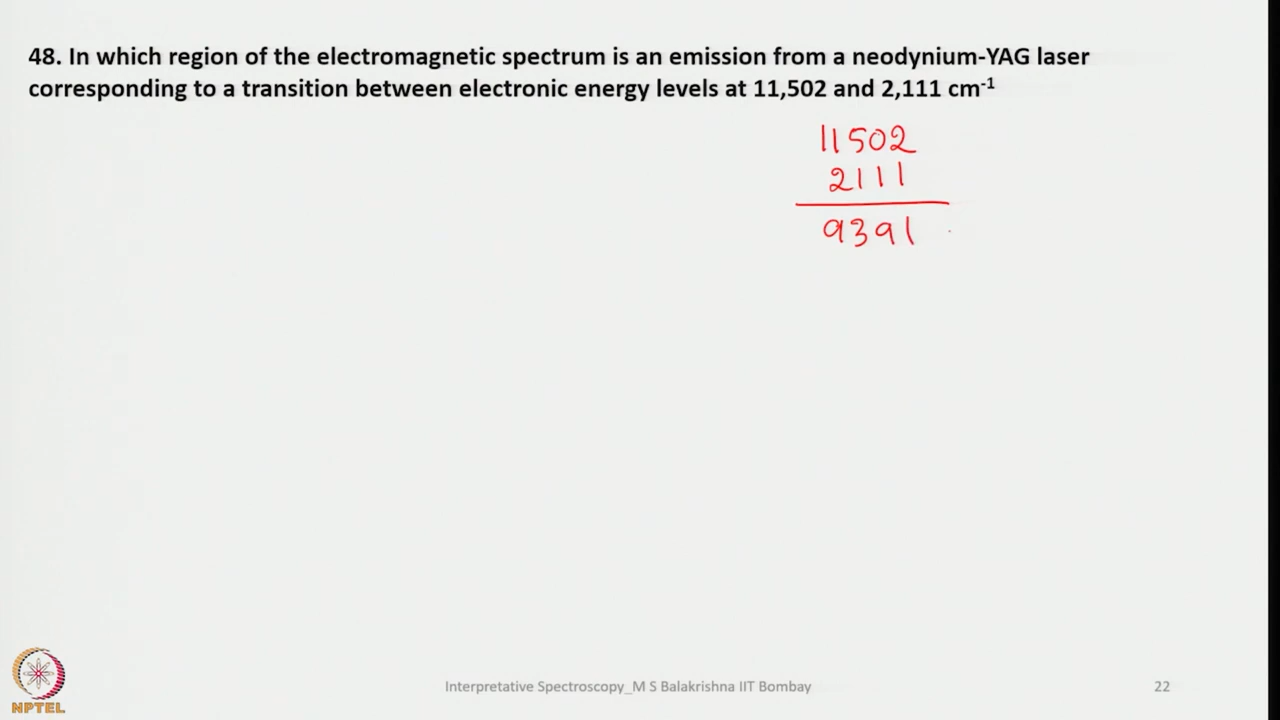 48. In which region of the electromagnetic spectrum is an emission from a neodynium-YAG laser
corresponding to a transition between electronic energy levels at 11,502 and 2,111 cm-1
11502
2111
9391
NPTEL
Interpretative Spectroscopy_M S Balakrishna IIT Bombay
22